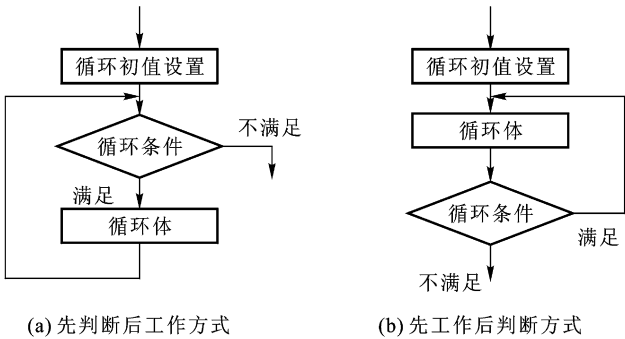 循环初值设置
循环条件
不满足
满足
循环体
(a) 先判断后工作方式
循环初值设置
循环体
循环条件
满足
不满足
(b) 先工作后判断方式